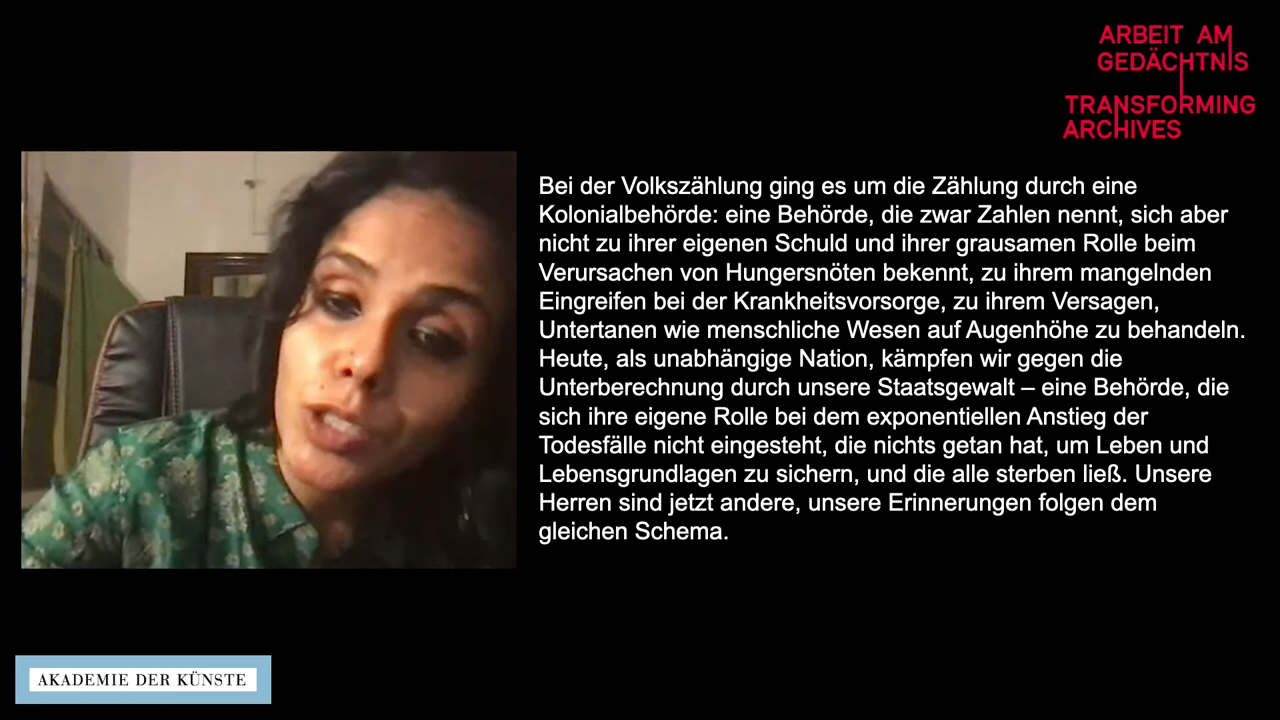 ARBEIT AM
GEDÄCHTNIS
TRANSFORMING
ARCHIVES
Bei der Volkszählung ging es um die Zählung durch eine
Kolonialbehörde: eine Behörde, die zwar Zahlen nennt, sich aber
nicht zu ihrer eigenen Schuld und ihrer grausamen Rolle beim
Verursachen von Hungersnöten bekennt, zu ihrem mangelnden
Eingreifen bei der Krankheitsvorsorge, zu ihrem Versagen,
Untertanen wie menschliche Wesen auf Augenhöhe zu behandeln.
Heute, als unabhängige Nation, kämpfen wir gegen die
Unterberechnung durch unsere Staatsgewalt – eine Behörde, die
sich ihre eigene Rolle bei dem exponentiellen Anstieg der
Todesfälle nicht eingesteht, die nichts getan hat, um Leben und
Lebensgrundlagen zu sichern, und die alle sterben ließ. Unsere
Herren sind jetzt andere, unsere Erinnerungen folgen dem
gleichen Schema.
AKADEMIE DER KÜNSTE